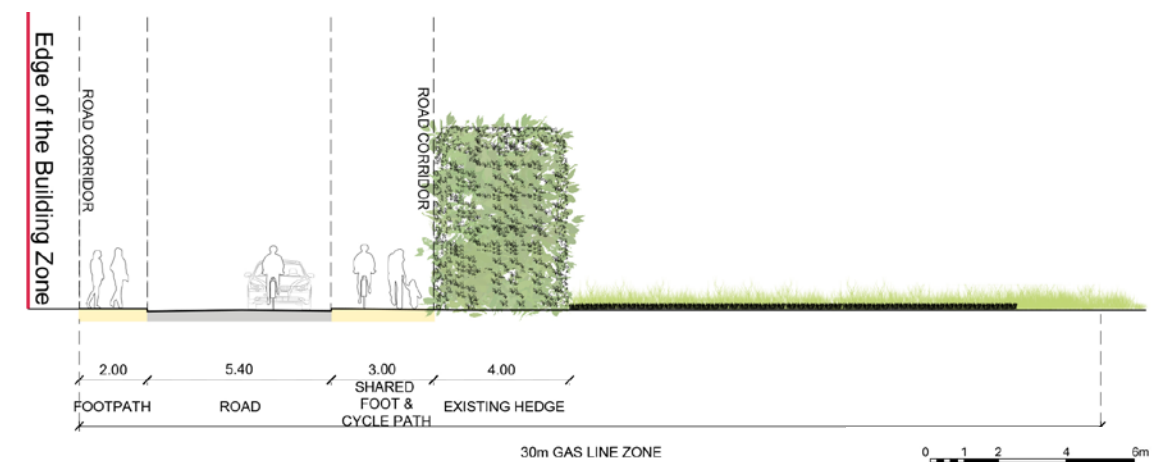 Edge of the Building Zone
ROAD CORRIDOR
ROAD CORRIDOR
2.00
5.40
3.00
4.00
FOOTPATH
ROAD
SHARED
FOOT &
CYCLE PATH
EXISTING HEDGE
30m GAS LINE ZONE
0 1 2 4 6m